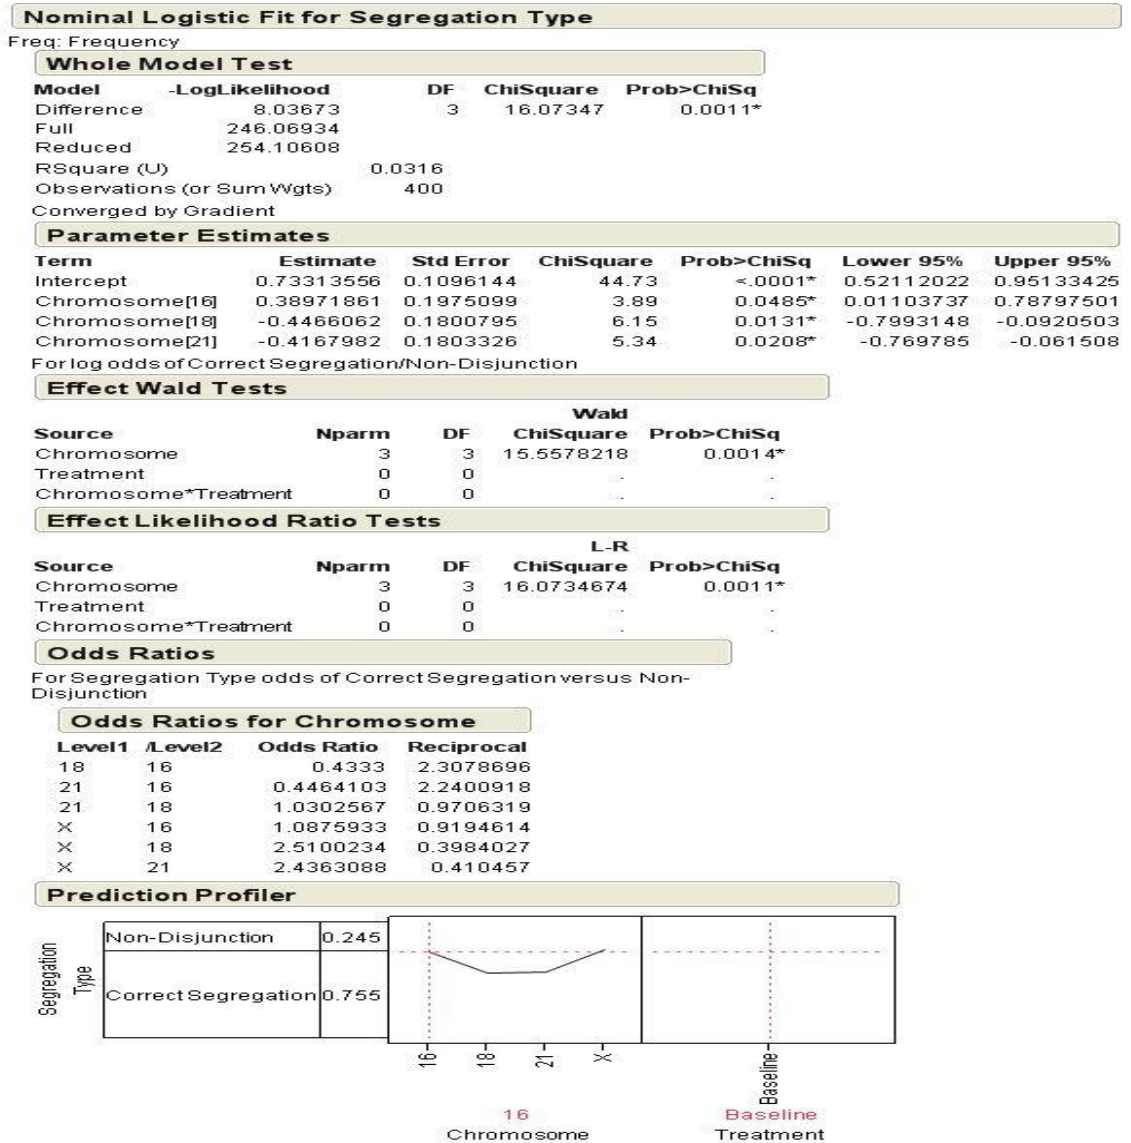 Nominal Logistic Fit for Segregation Type
Freq: Frequency
Whole Model Test
Model -LogLikelihood DF ChiSquare Prob>ChiSq
Difference 8.03673 3 16.07347 0.0011*
Full 246.06934
Reduced 254.10608
RSquare (U) 0.0316
Observations (or Sum Wgts) 400
Converged by Gradient
Parameter Estimates
Term Estimate Std Error ChiSquare Prob>ChiSq Lower 95% Upper 95%
Intercept 0.73313556 0.1096144 44.73 <.0001* 0.52112022 0.95133425
Chromosome[16] 0.38971861 0.1975099 3.89 0.0485* 0.01103737 0.78797501
Chromosome[18] -0.4466062 0.1800795 6.15 0.0131* -0.7993148 -0.0920503
Chromosome[21] -0.4167982 0.1803326 5.34 0.0208* -0.769785 -0.061508
For log odds of Correct Segregation/Non-Disjunction
Effect Wald Tests
Wald
Source Nparm DF ChiSquare Prob>ChiSq
Chromosome 3 3 15.5578218 0.0014*
Treatment 0 0 . .
Chromosome*Treatment 0 0 . .
Effect Likelihood Ratio Tests
L-R
Source Nparm DF ChiSquare Prob>ChiSq
Chromosome 3 3 16.0734674 0.0011*
Treatment 0 0 . .
Chromosome*Treatment 0 0 . .
Odds Ratios
For Segregation Type odds of Correct Segregation versus Non-
Disjunction
Odds Ratios for Chromosome
Level1 /Level2 Odds Ratio Reciprocal
18 16 0.4333 2.3078696
21 16 0.4464103 2.2400918
21 18 1.0302567 0.9706319
X 16 1.0875933 0.9194614
X 18 2.5100234 0.3984027
X 21 2.4363088 0.410457
Prediction Profiler
Segregation
Type
Non-Disjunction 0.245
Correct Segregation 0.755
16 18 21 X Baseline
16 Baseline
Chromosome Treatment